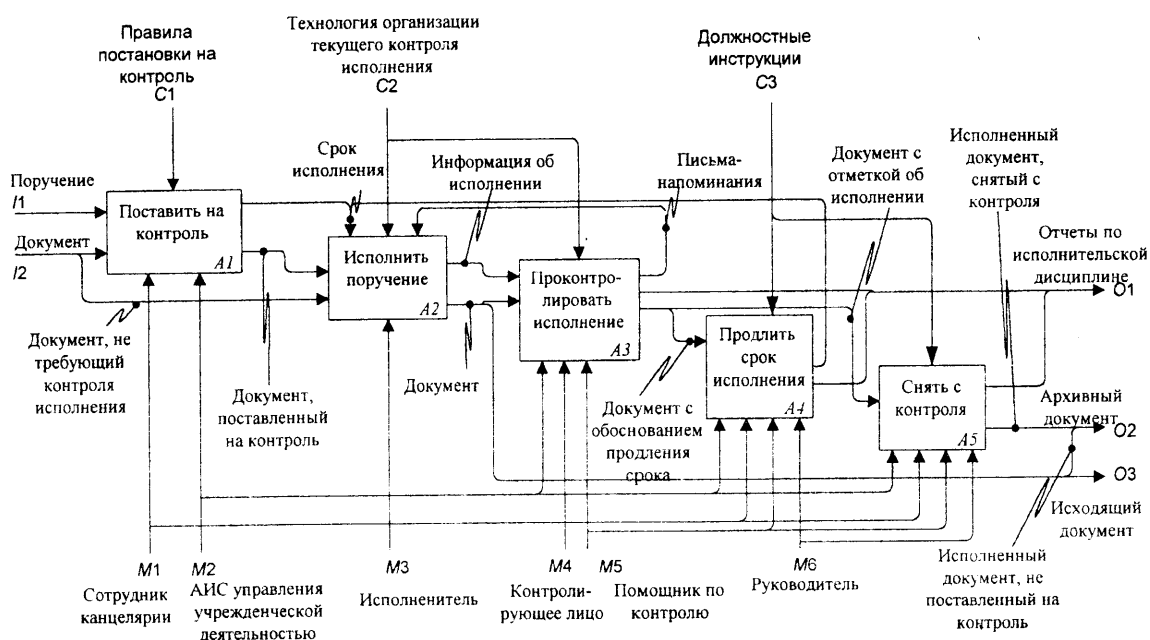 Правила
постановки на
контроль
C1
Технология организации
текущего контроля
исполнения
C2
Должностные
инструкции
C3
Срок
исполнения
Информация об
исполнении
Письма-
напоминания
Документ с
отметкой об
исполнении
Исполненный
документ,
снятый с
контроля
Поручение
I1
Документ
I2
Поставить на
контроль
A1
Исполнить
поручение
A2
Проконтро-
лировать
исполнение
A3
Продлить
срок
исполнения
A4
Снять с
контроля
A5
Отчеты по
исполнительской
дисциплине
O1
Архивный
документ
O2
O3
Исходящий
документ
Документ, не
требующий
контроля
исполнения
Документ,
поставленный
на контроль
Документ
Документ с
обоснованием
продления
срока
Исполненный
документ, не
поставленный на
контроль
M1
Сотрудник
канцелярии
M2
АИС управления
учрежденческой
деятельностью
M3
Исполненитель
M4
Контроли-
рующее лицо
M5
Помощник по
контролю
M6
Руководитель